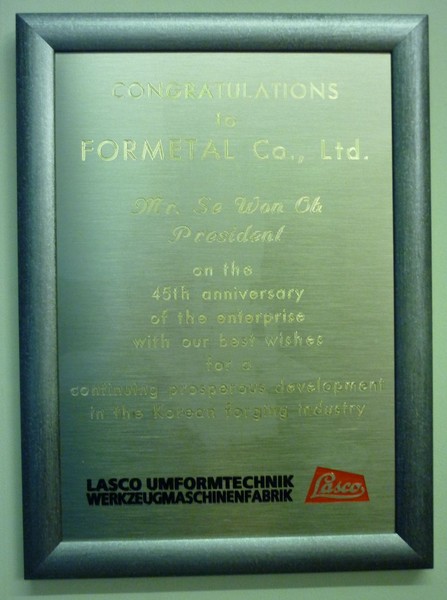 CONGRATULATIONS
to
FORMETAL Co., Ltd.
Mr. Se Won Oh
President
on the
45th anniversary
of the enterprise
with our best wishes
for a
continuing prosperous development
in the Korean forging industry
LASCO UMFORMTECHNIK
WERKZEUGMASCHINENFABRIK
Lasco